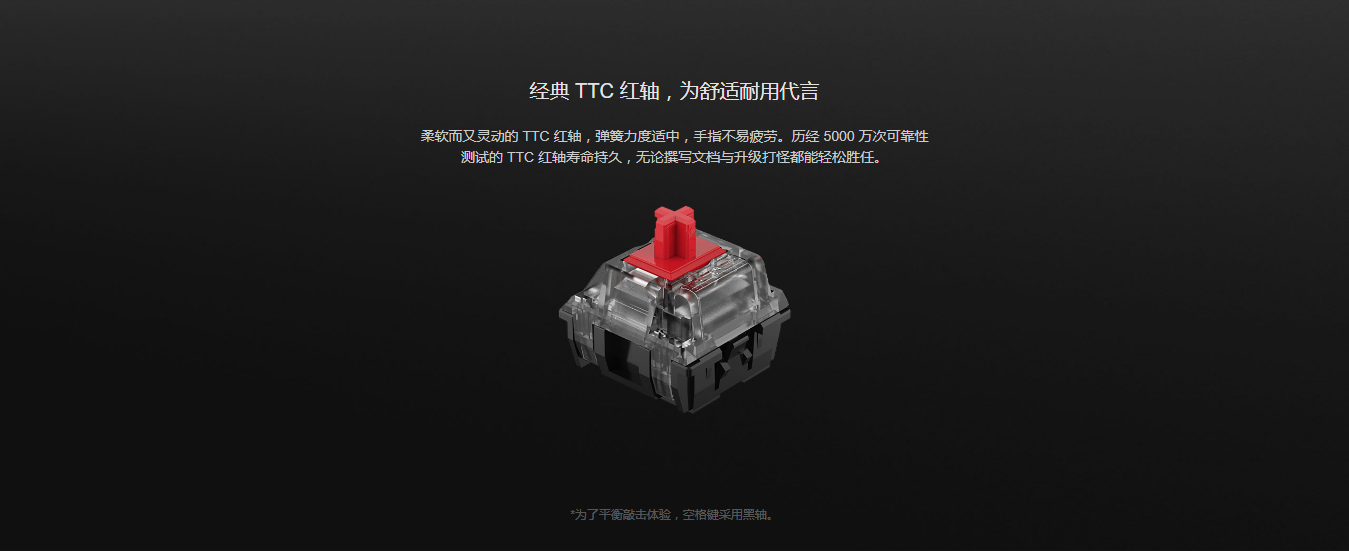 经典 TTC 红轴，为舒适耐用代言
柔软而又灵动的 TTC 红轴，弹簧力度适中，手指不易疲劳。历经 5000 万次可靠性
测试的 TTC 红轴寿命持久，无论撰写文档与升级打怪都能轻松胜任。
*为了平衡敲击体验，空格键采用黑轴。